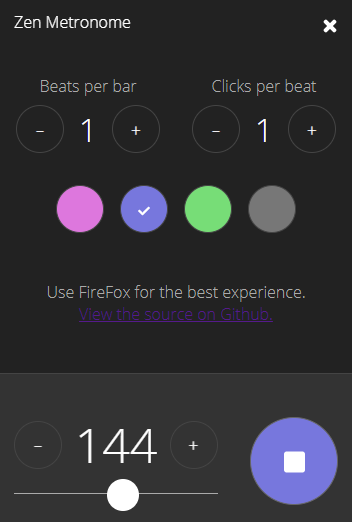 Zen Metronome
Beats per bar
Clicks per beat
– 1 +
– 1 +
Use FireFox for the best experience.
View the source on Github.
– 144 +